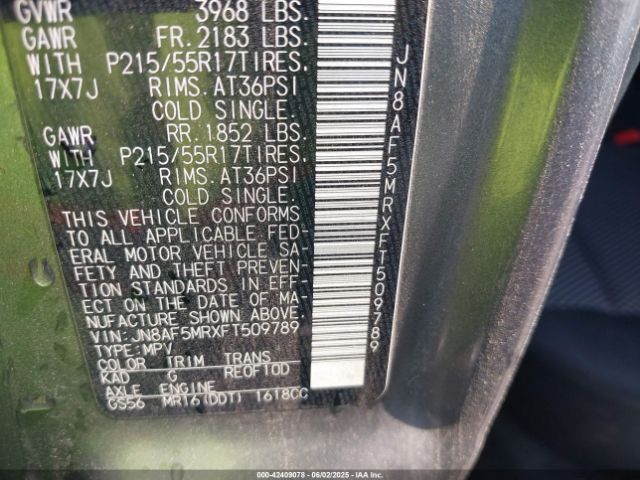 GVWR 3968 LBS.
GAWR FR. 2183 LBS.
WITH P215/55R17TIRES.
17X7J RIMS. AT36PSI
COLD SINGLE.
GAWR RR. 1852 LBS.
WITH P215/55R17TIRES.
17X7J RIMS. AT36PSI
COLD SINGLE.
THIS VEHICLE CONFORMS
TO ALL APPLICABLE FED-
ERAL MOTOR VEHICLE SA-
FETY AND THEFT PREVEN-
TION STANDARDS IN EFF-
ECT ON THE DATE OF MA-
NUFACTURE SHOWN ABOVE.
VIN: JN8AF5MRXFT509789
TYPE: MPV
COLOR TRIM TRANS
KAD G RE0F10D
AXLE ENGINE
GS56 MR16(DDT) 1618CC
JN8AF5MRXFT509789
000-42409078 - 06/02/2025 - IAA Inc.